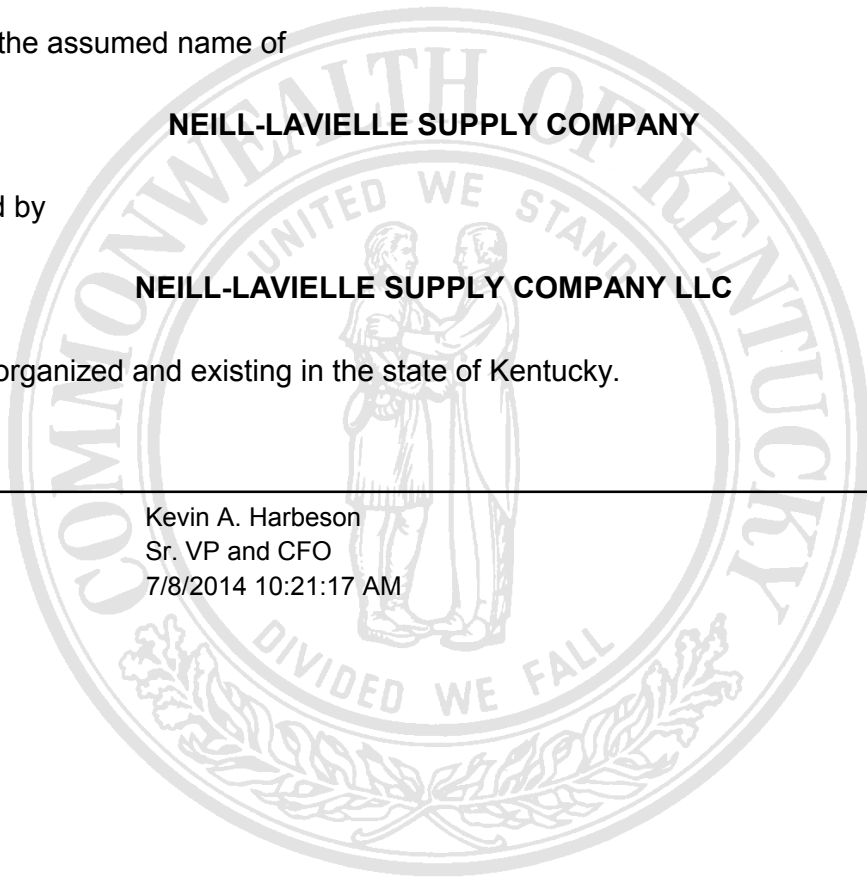 the assumed name of
NEILL-LAVIELLE SUPPLY COMPANY
d by
NEILL-LAVIELLE SUPPLY COMPANY LLC
organized and existing in the state of Kentucky.
Kevin A. Harbeson
Sr. VP and CFO
7/8/2014 10:21:17 AM
COMMONWEALTH OF KENTUCKY
UNITED WE STAND
DIVIDED WE FALL